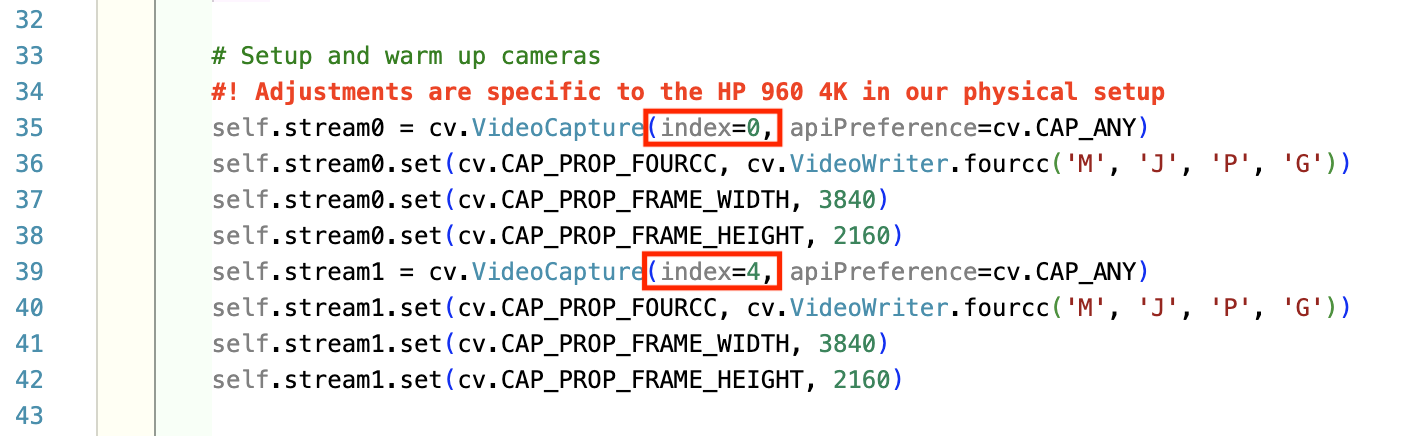 32
33 # Setup and warm up cameras
34 #! Adjustments are specific to the HP 960 4K in our physical setup
35 self.stream0 = cv.VideoCapture(index=0, apiPreference=cv.CAP_ANY)
36 self.stream0.set(cv.CAP_PROP_FOURCC, cv.VideoWriter.fourcc('M', 'J', 'P', 'G'))
37 self.stream0.set(cv.CAP_PROP_FRAME_WIDTH, 3840)
38 self.stream0.set(cv.CAP_PROP_FRAME_HEIGHT, 2160)
39 self.stream1 = cv.VideoCapture(index=4, apiPreference=cv.CAP_ANY)
40 self.stream1.set(cv.CAP_PROP_FOURCC, cv.VideoWriter.fourcc('M', 'J', 'P', 'G'))
41 self.stream1.set(cv.CAP_PROP_FRAME_WIDTH, 3840)
42 self.stream1.set(cv.CAP_PROP_FRAME_HEIGHT, 2160)
43